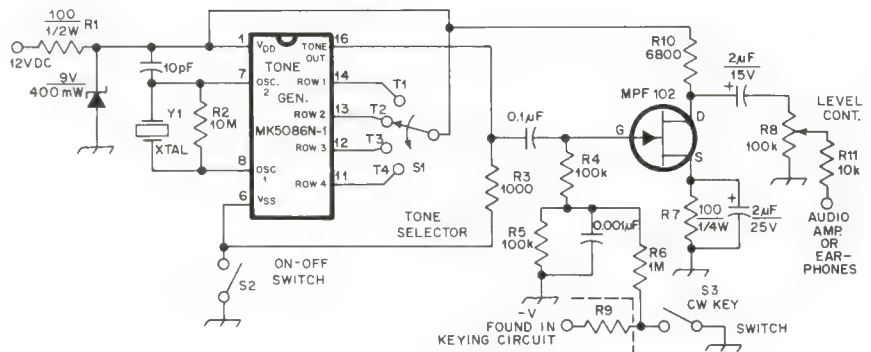 100
1/2W R1
12VDC
9V
400mW
10pF
Y1
XTAL
R2
10M
1
7
8
6
VDD
OSC.
2
OSC
1
VSS
TONE
OUT
TONE
GEN.
MK5086N-1
ROW 1
ROW 2
ROW 3
ROW 4
16
14
13
12
11
T1
T2
T3
T4
S1
TONE
SELECTOR
ON-OFF
SWITCH
S2
R3
1000
0.1µF
R4
100k
R5
100k
0.001µF
R6
1M
G
D
S
MPF 102
R10
6800
2µF
15V
+
LEVEL
CONT.
R8
100k
R11
10k
AUDIO
AMP.
OR
EAR-
PHONES
R7
100
1/4W
+
2µF
25V
-V
FOUND IN
KEYING CIRCUIT
R9
S3
CW KEY
SWITCH